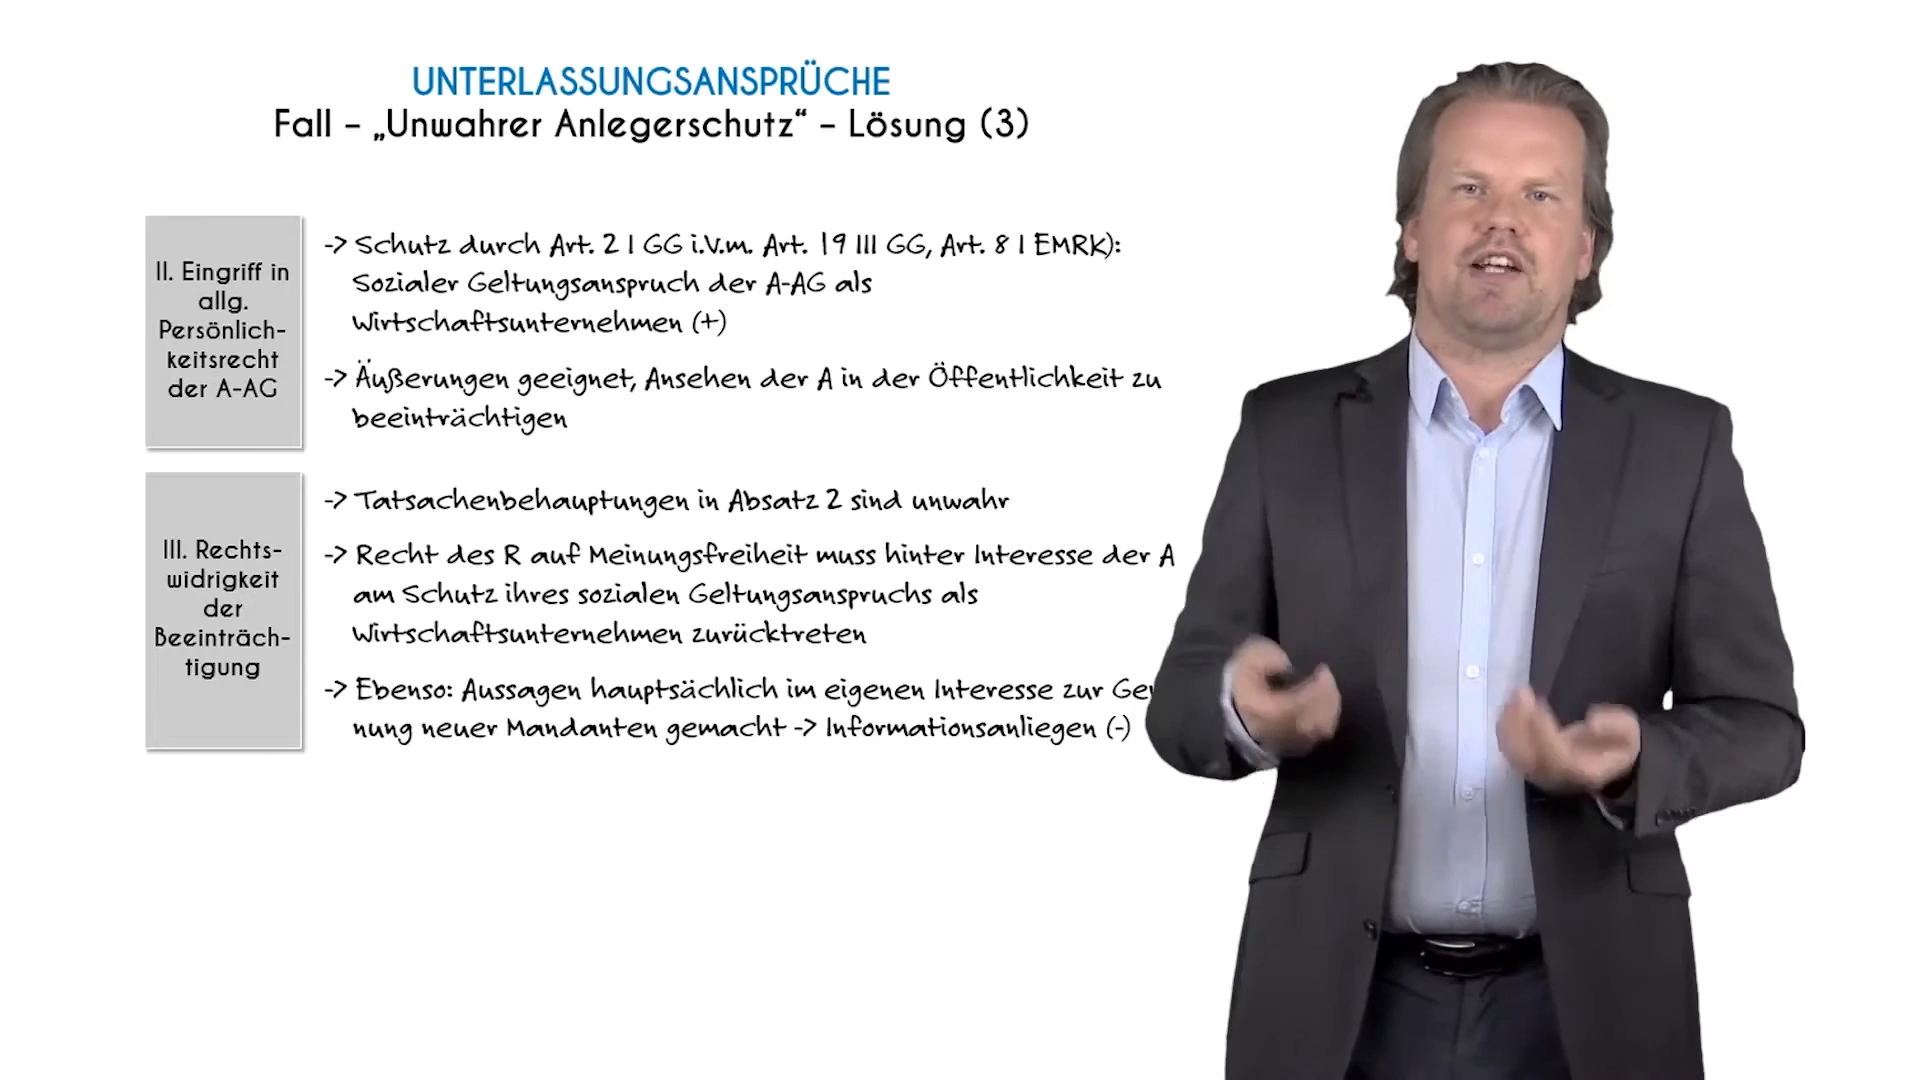 UNTERLASSUNGSANSPRÜCHE
Fall – „Unwahrer Anlegerschutz“ – Lösung (3)
II. Eingriff in
allg.
Persönlich-
keitsrecht
der A-AG
-> Schutz durch Art. 2 I GG i.V.m. Art. 19 III GG, Art. 8 I EMRK):
Sozialer Geltungsanspruch der A-AG als
Wirtschaftsunternehmen (+)
-> Äußerungen geeignet, Ansehen der A in der Öffentlichkeit zu
beeinträchtigen
III. Rechts-
widrigkeit
der
Beeinträch-
tigung
-> Tatsachenbehauptungen in Absatz 2 sind unwahr
-> Recht des R auf Meinungsfreiheit muss hinter Interesse der A
am Schutz ihres sozialen Geltungsanspruchs als
Wirtschaftsunternehmen zurücktreten
-> Ebenso: Aussagen hauptsächlich im eigenen Interesse zur
nung neuer Mandanten gemacht -> Informationsanliegen (-)